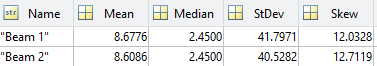 str Name Mean Median StDev Skew
"Beam 1" 8.6776 2.4500 41.7971 12.0328
"Beam 2" 8.6086 2.4500 40.5282 12.7119